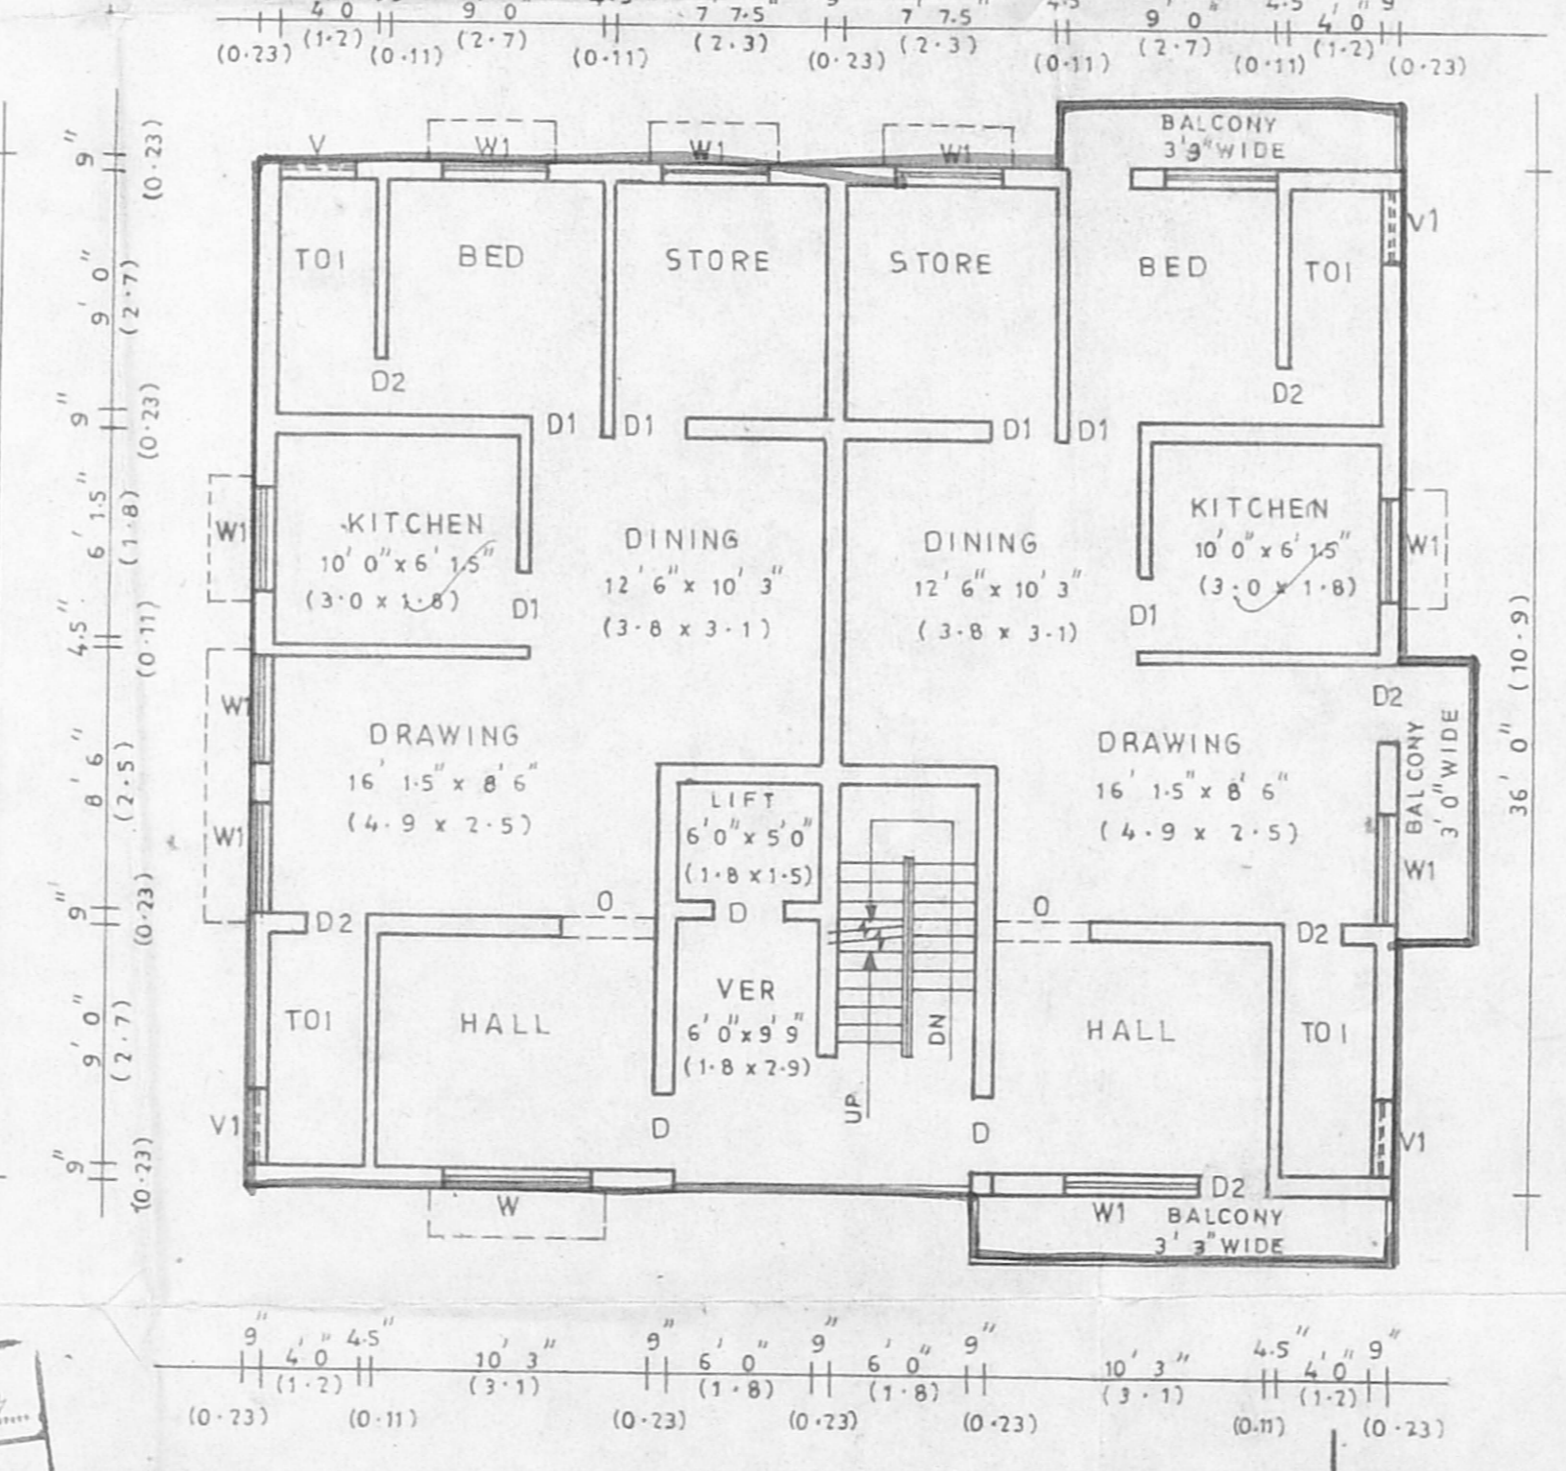 4 0
9 0
7' 7.5"
9"
7' 7.5"
4.5
9' 0"
4.5
4' 0"
9
(0.23)
(1.2)
(0.11)
(2.7)
(0.11)
(2.3)
(0.23)
(2.3)
(0.11)
(2.7)
(0.11)
(1.2)
(0.23)
BALCONY
3' 9" WIDE
V
W1
W1
W1
V1
TOI
BED
STORE
STORE
BED
TOI
D2
D2
D1
D1
D1
D1
W1
KITCHEN
10' 0" x 6' 1.5"
(3.0 x 1.8)
D1
DINING
12' 6" x 10' 3"
(3.8 x 3.1)
DINING
12' 6" x 10' 3"
(3.8 x 3.1)
KITCHEN
10' 0" x 6' 1.5"
(3.0 x 1.8)
D1
W1
W1
W1
DRAWING
16' 1.5" x 8' 6"
(4.9 x 2.5)
LIFT
6' 0" x 5' 0"
(1.8 x 1.5)
DRAWING
16' 1.5" x 8' 6"
(4.9 x 2.5)
D2
W1
BALCONY
3' 0" WIDE
D2
O
D
O
D2
TOI
HALL
VER
6' 0" x 9' 9"
(1.8 x 2.9)
UP
DN
HALL
TOI
V1
D
D
V1
W
W1
D2
BALCONY
3' 3" WIDE
9"
(0.23)
9' 0"
(2.7)
9"
(0.23)
6' 1.5"
(1.8)
4.5"
(0.11)
8' 6"
(2.5)
9"
(0.23)
9' 0"
(2.7)
9"
(0.23)
36' 0" (10.9)
9"
4' 0"
4.5"
10' 3"
9"
6' 0"
9"
6' 0"
9"
10' 3"
4.5"
4' 0"
9"
(0.23)
(1.2)
(0.11)
(3.1)
(0.23)
(1.8)
(0.23)
(1.8)
(0.23)
(3.1)
(0.11)
(1.2)
(0.23)